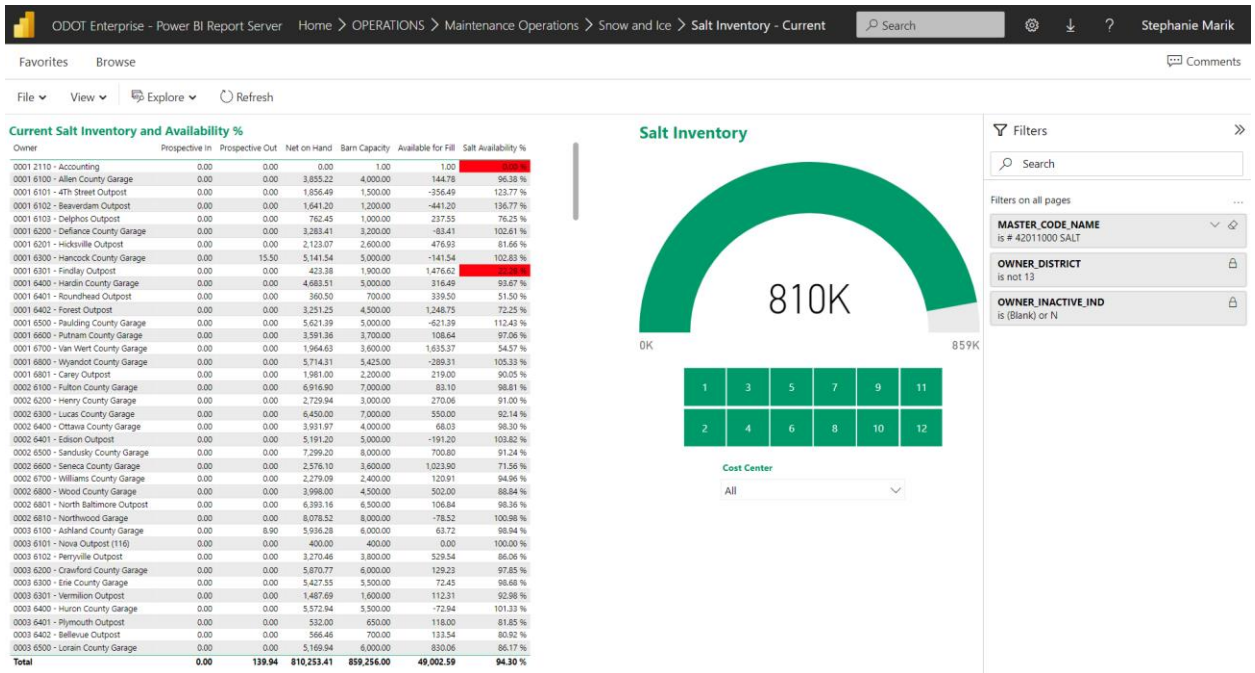 ODOT Enterprise - Power BI Report Server Home > OPERATIONS > Maintenance Operations > Snow and Ice > Salt Inventory - Current Search ? Stephanie Marik
Favorites Browse Comments
File View Explore Refresh
Current Salt Inventory and Availability %
Owner Prospective In Prospective Out Net on Hand Barn Capacity Available for Fill Salt Availability %
0001 2110 - Accounting 0.00 0.00 0.00 1.00 1.00 0.00 %
0001 6100 - Allen County Garage 0.00 0.00 3,855.22 4,000.00 144.78 96.38 %
0001 6101 - 4Th Street Outpost 0.00 0.00 1,856.49 1,500.00 -356.49 123.77 %
0001 6102 - Beaverdam Outpost 0.00 0.00 1,641.20 1,200.00 -441.20 136.77 %
0001 6103 - Delphos Outpost 0.00 0.00 762.45 1,000.00 237.55 76.25 %
0001 6200 - Defiance County Garage 0.00 0.00 3,283.41 3,200.00 -83.41 102.61 %
0001 6201 - Hicksville Outpost 0.00 0.00 2,123.07 2,600.00 476.93 81.66 %
0001 6300 - Hancock County Garage 0.00 15.50 5,141.54 5,000.00 -141.54 102.83 %
0001 6301 - Findlay Outpost 0.00 0.00 423.38 1,900.00 1,476.62 22.28 %
0001 6400 - Hardin County Garage 0.00 0.00 4,683.51 5,000.00 316.49 93.67 %
0001 6401 - Roundhead Outpost 0.00 0.00 360.50 700.00 339.50 51.50 %
0001 6402 - Forest Outpost 0.00 0.00 3,251.25 4,500.00 1,248.75 72.25 %
0001 6500 - Paulding County Garage 0.00 0.00 5,621.39 5,000.00 -621.39 112.43 %
0001 6600 - Putnam County Garage 0.00 0.00 3,591.36 3,700.00 108.64 97.06 %
0001 6700 - Van Wert County Garage 0.00 0.00 1,964.63 3,600.00 1,635.37 54.57 %
0001 6800 - Wyandot County Garage 0.00 0.00 5,714.31 5,425.00 -289.31 105.33 %
0001 6801 - Carey Outpost 0.00 0.00 1,981.00 2,200.00 219.00 90.05 %
0002 6100 - Fulton County Garage 0.00 0.00 6,916.90 7,000.00 83.10 98.81 %
0002 6200 - Henry County Garage 0.00 0.00 2,729.94 3,000.00 270.06 91.00 %
0002 6300 - Lucas County Garage 0.00 0.00 6,450.00 7,000.00 550.00 92.14 %
0002 6400 - Ottawa County Garage 0.00 0.00 3,931.97 4,000.00 68.03 98.30 %
0002 6401 - Edison Outpost 0.00 0.00 5,191.20 5,000.00 -191.20 103.82 %
0002 6500 - Sandusky County Garage 0.00 0.00 7,299.20 8,000.00 700.80 91.24 %
0002 6600 - Seneca County Garage 0.00 0.00 2,576.10 3,600.00 1,023.90 71.56 %
0002 6700 - Williams County Garage 0.00 0.00 2,279.09 2,400.00 120.91 94.96 %
0002 6800 - Wood County Garage 0.00 0.00 3,998.00 4,500.00 502.00 88.84 %
0002 6801 - North Baltimore Outpost 0.00 0.00 6,393.16 6,500.00 106.84 98.36 %
0002 6810 - Northwood Garage 0.00 0.00 8,078.52 8,000.00 -78.52 100.98 %
0003 6100 - Ashland County Garage 0.00 8.90 5,936.28 6,000.00 63.72 98.94 %
0003 6101 - Nova Outpost (116) 0.00 0.00 400.00 400.00 0.00 100.00 %
0003 6102 - Perryville Outpost 0.00 0.00 3,270.46 3,800.00 529.54 86.06 %
0003 6200 - Crawford County Garage 0.00 0.00 5,870.77 6,000.00 129.23 97.85 %
0003 6300 - Erie County Garage 0.00 0.00 5,427.55 5,500.00 72.45 98.68 %
0003 6301 - Vermilion Outpost 0.00 0.00 1,487.69 1,600.00 112.31 92.98 %
0003 6400 - Huron County Garage 0.00 0.00 5,572.94 5,500.00 -72.94 101.33 %
0003 6401 - Plymouth Outpost 0.00 0.00 532.00 650.00 118.00 81.85 %
0003 6402 - Bellevue Outpost 0.00 0.00 566.46 700.00 133.54 80.92 %
0003 6500 - Lorain County Garage 0.00 0.00 5,169.94 6,000.00 830.06 86.17 %
Total 0.00 139.94 810,253.41 859,256.00 49,002.59 94.30 %
Salt Inventory
810K
0K 859K
1 3 5 7 9 11
2 4 6 8 10 12
Cost Center
All
Filters
Search
Filters on all pages ...
MASTER_CODE_NAME
is # 42011000 SALT
OWNER_DISTRICT
is not 13
OWNER_INACTIVE_IND
is (Blank) or N